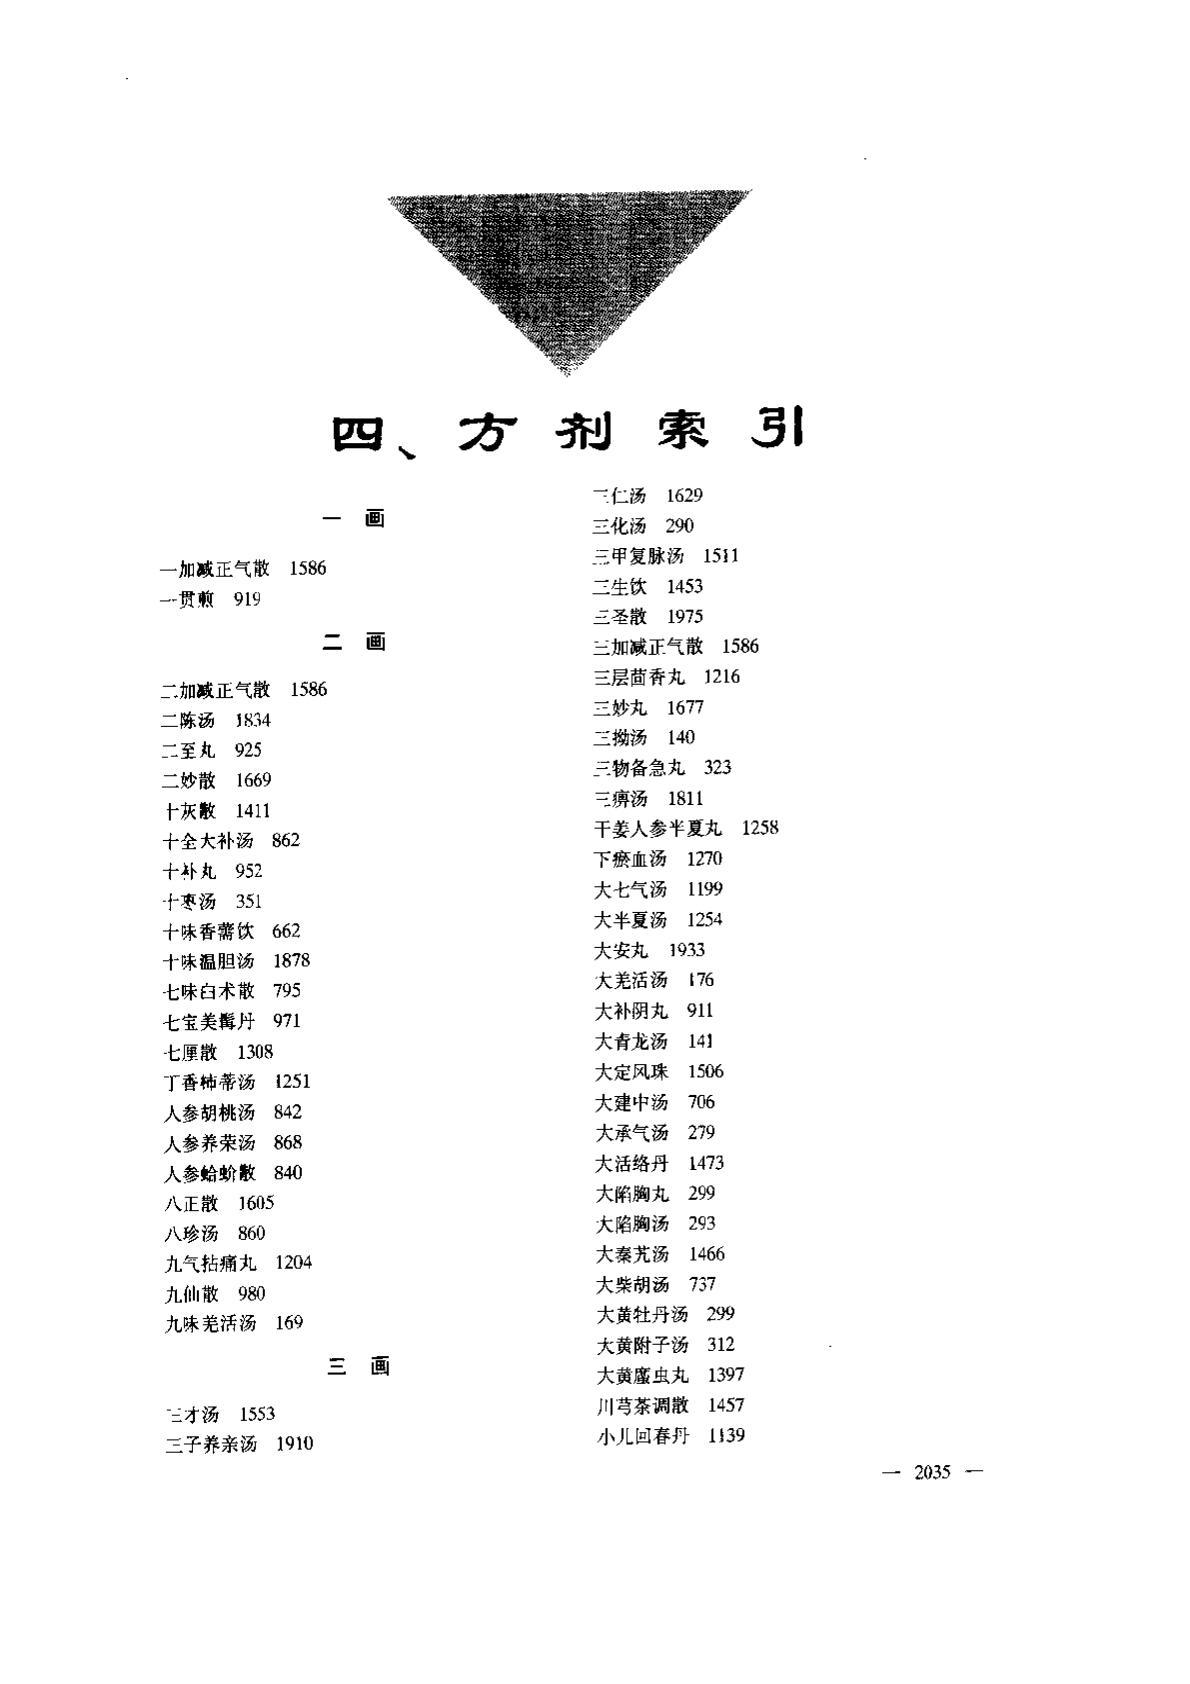 四、方剂索引
一 画
一加减正气散 1586
一贯煎 919
二 画
二加减正气散 1586
二陈汤 1834
二至丸 925
二妙散 1669
十灰散 1411
十全大补汤 862
十补丸 952
十枣汤 351
十味香薷饮 662
十味温胆汤 1878
七味白术散 795
七宝美髯丹 971
七厘散 1308
丁香柿蒂汤 1251
人参胡桃汤 842
人参养荣汤 868
人参蛤蚧散 840
八正散 1605
八珍汤 860
九气拈痛丸 1204
九仙散 980
九味羌活汤 169
三 画
三才汤 1553
三子养亲汤 1910
三仁汤 1629
三化汤 290
三甲复脉汤 1511
三生饮 1453
三圣散 1975
三加减正气散 1586
三层茴香丸 1216
三妙丸 1677
三拗汤 140
三物备急丸 323
三痹汤 1811
干姜人参半夏丸 1258
下瘀血汤 1270
大七气汤 1199
大半夏汤 1254
大安丸 1933
大羌活汤 176
大补阴丸 911
大青龙汤 141
大定风珠 1506
大建中汤 706
大承气汤 279
大活络丹 1473
大陷胸丸 299
大陷胸汤 293
大秦艽汤 1466
大柴胡汤 737
大黄牡丹汤 299
大黄附子汤 312
大黄䗪虫丸 1397
川芎茶调散 1457
小儿回春丹 1139
— 2035 —